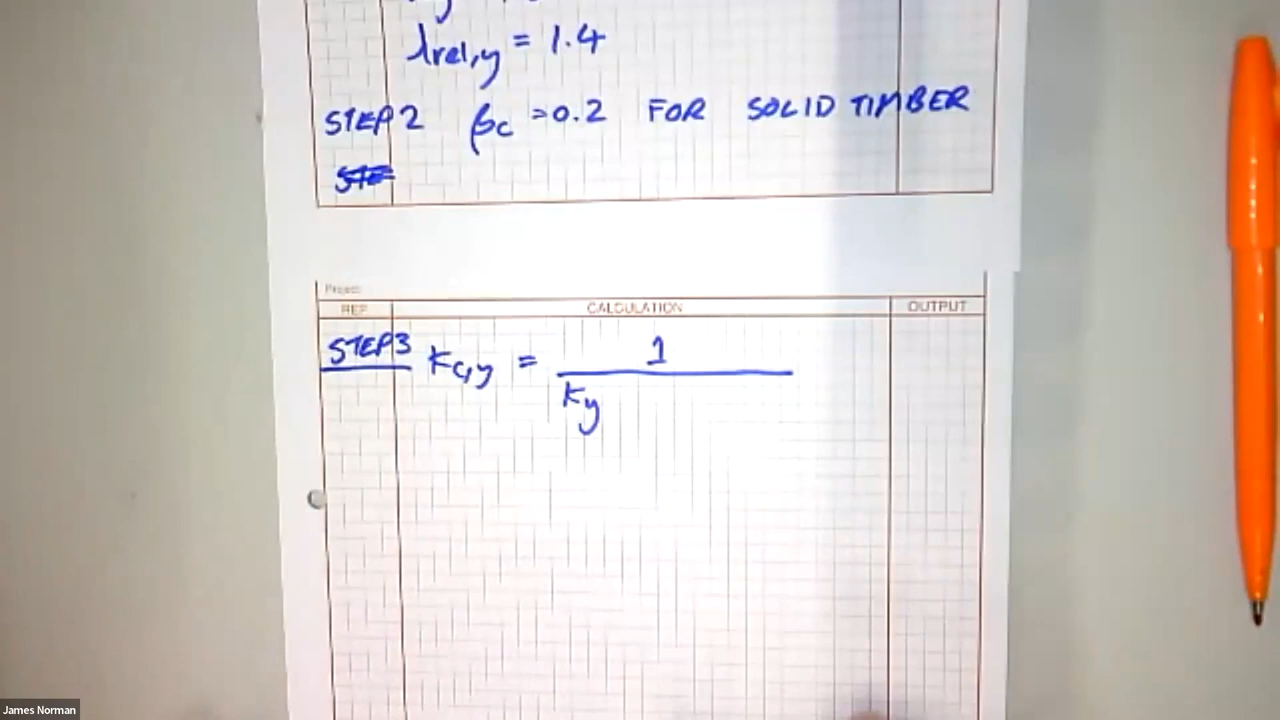 λrel,y = 1.4
STEP 2 βc = 0.2 FOR SOLID TIMBER
Project
REF CALCULATION OUTPUT
STEP3 kc,y = 1
ky
James Norman